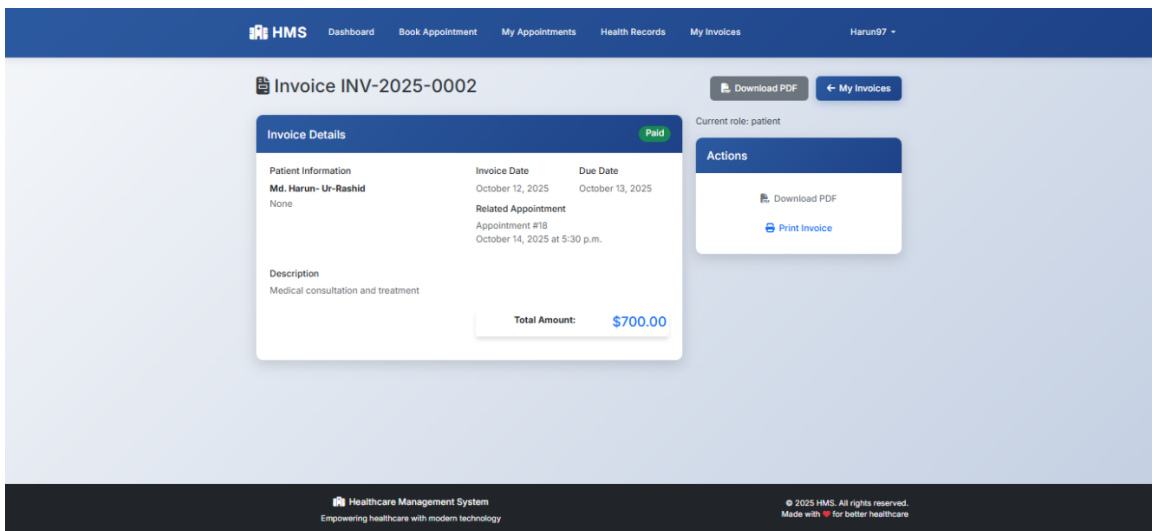 HMS Dashboard Book Appointment My Appointments Health Records My Invoices Harun97
Invoice INV-2025-0002
Download PDF
My Invoices
Invoice Details
Paid
Patient Information
Md. Harun- Ur-Rashid
None
Invoice Date
October 12, 2025
Due Date
October 13, 2025
Related Appointment
Appointment #18
October 14, 2025 at 5:30 p.m.
Description
Medical consultation and treatment
Total Amount: $700.00
Current role: patient
Actions
Download PDF
Print Invoice
Healthcare Management System
Empowering healthcare with modern technology
© 2025 HMS. All rights reserved.
Made with ❤ for better healthcare